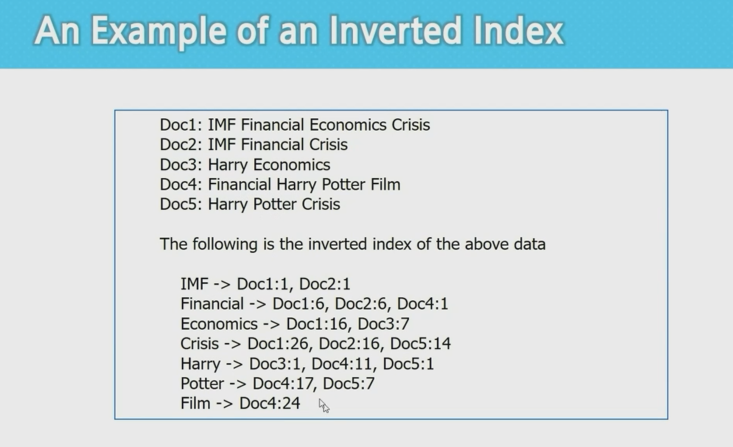 An Example of an Inverted Index
Doc1: IMF Financial Economics Crisis
Doc2: IMF Financial Crisis
Doc3: Harry Economics
Doc4: Financial Harry Potter Film
Doc5: Harry Potter Crisis
The following is the inverted index of the above data
IMF -> Doc1:1, Doc2:1
Financial -> Doc1:6, Doc2:6, Doc4:1
Economics -> Doc1:16, Doc3:7
Crisis -> Doc1:26, Doc2:16, Doc5:14
Harry -> Doc3:1, Doc4:11, Doc5:1
Potter -> Doc4:17, Doc5:7
Film -> Doc4:24